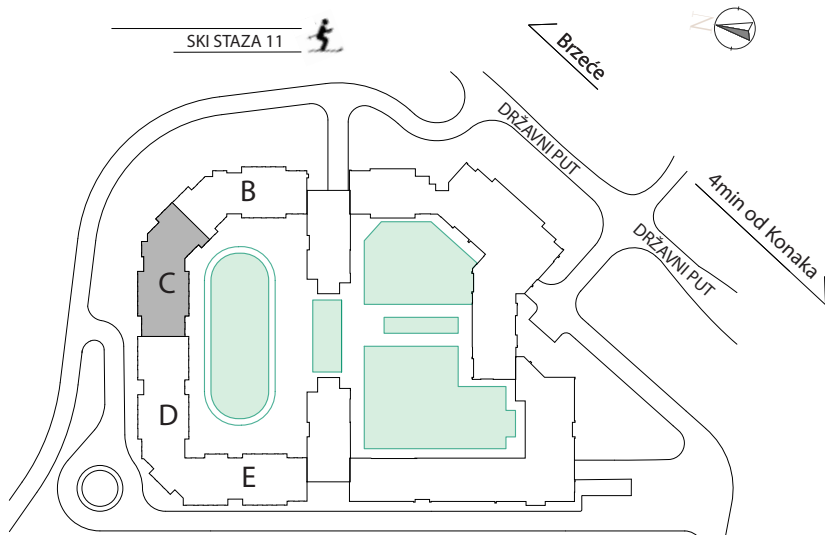 SKI STAZA 11
Brzeće
N
DRŽAVNI PUT
4min od Konaka
DRŽAVNI PUT
B
C
D
E